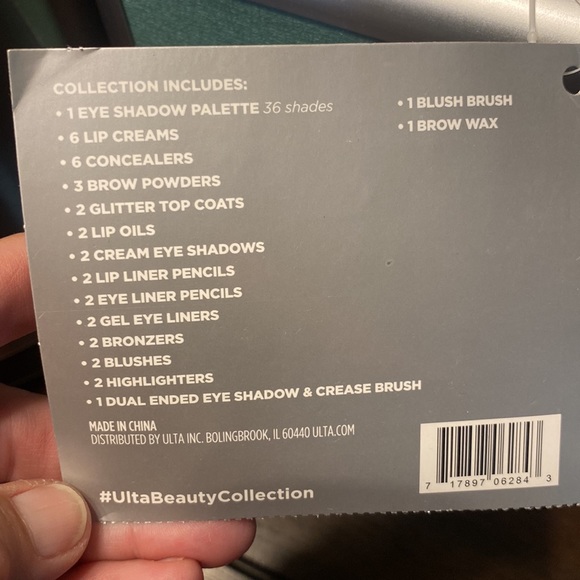 COLLECTION INCLUDES:
• 1 EYE SHADOW PALETTE 36 shades
• 6 LIP CREAMS
• 6 CONCEALERS
• 3 BROW POWDERS
• 2 GLITTER TOP COATS
• 2 LIP OILS
• 2 CREAM EYE SHADOWS
• 2 LIP LINER PENCILS
• 2 EYE LINER PENCILS
• 2 GEL EYE LINERS
• 2 BRONZERS
• 2 BLUSHES
• 2 HIGHLIGHTERS
• 1 DUAL ENDED EYE SHADOW & CREASE BRUSH
• 1 BLUSH BRUSH
• 1 BROW WAX
MADE IN CHINA
DISTRIBUTED BY ULTA INC. BOLINGBROOK, IL 60440 ULTA.COM
#UltaBeautyCollection
7 17897 06284 3